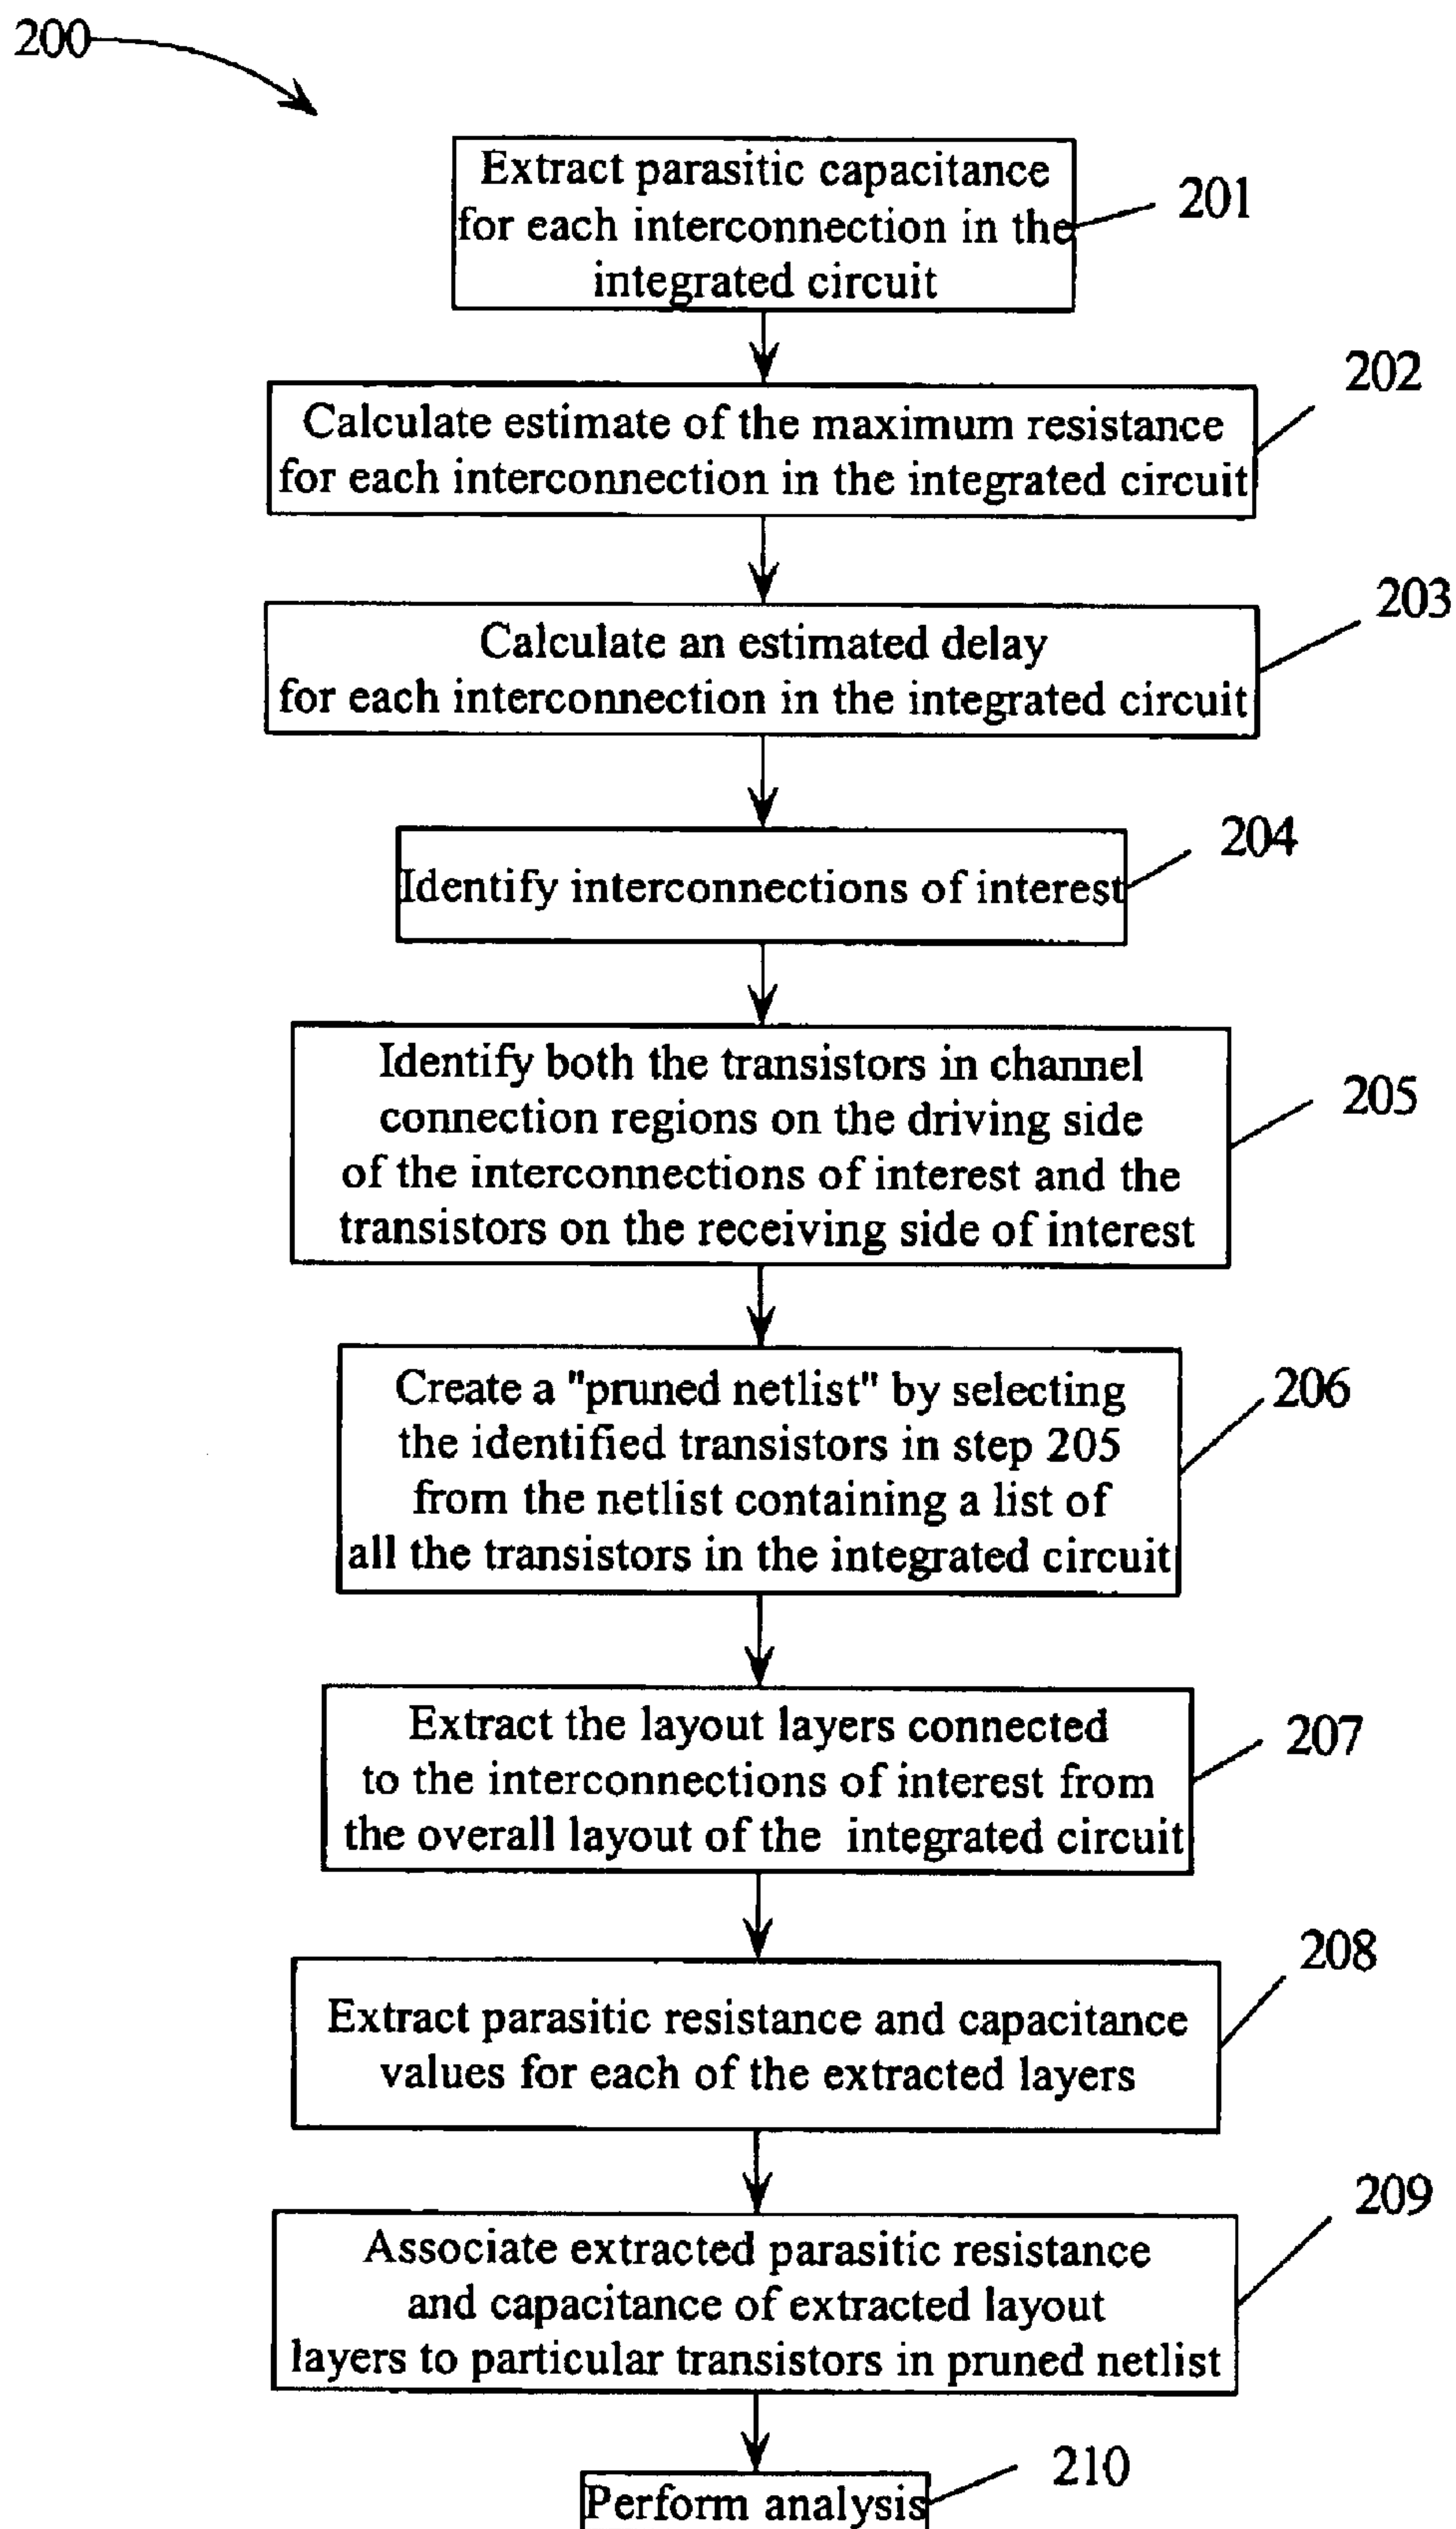 200
Extract parasitic capacitance
for each interconnection in the
integrated circuit
201
Calculate estimate of the maximum resistance
for each interconnection in the integrated circuit
202
Calculate an estimated delay
for each interconnection in the integrated circuit
203
Identify interconnections of interest
204
Identify both the transistors in channel
connection regions on the driving side
of the interconnections of interest and the
transistors on the receiving side of interest
205
Create a "pruned netlist" by selecting
the identified transistors in step 205
from the netlist containing a list of
all the transistors in the integrated circuit
206
Extract the layout layers connected
to the interconnections of interest from
the overall layout of the integrated circuit
207
Extract parasitic resistance and capacitance
values for each of the extracted layers
208
Associate extracted parasitic resistance
and capacitance of extracted layout
layers to particular transistors in pruned netlist
209
Perform analysis
210